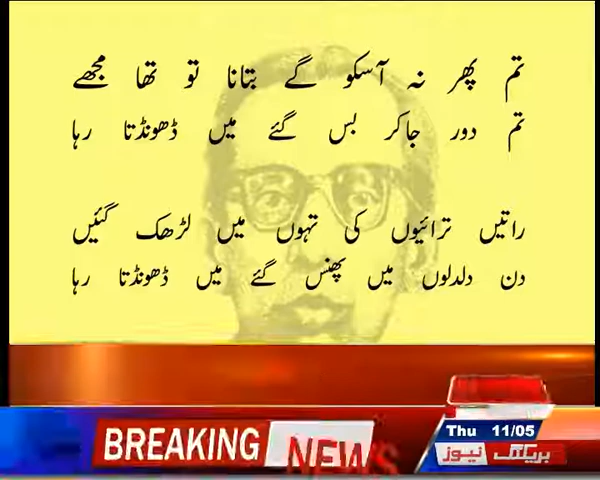 تم پھر نہ آسکو گے بتانا تو تھا مجھے
تم دور جاکر بس گئے میں ڈھونڈتا رہا
راتیں ترائیوں کی تہوں میں لڑھک گئیں
دن دلدلوں میں پھنس گئے میں ڈھونڈتا رہا
BREAKING NEWS
Thu 11/05
بریکنگ نیوز